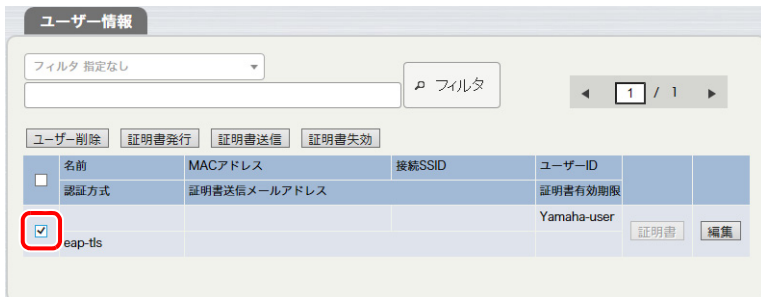 ユーザー情報
フィルタ 指定なし
フィルタ
1 / 1
ユーザー削除 証明書発行 証明書送信 証明書失効
名前 MACアドレス 接続SSID ユーザーID
認証方式 証明書送信メールアドレス 証明書有効期限
Yamaha-user
証明書 編集
eap-tls